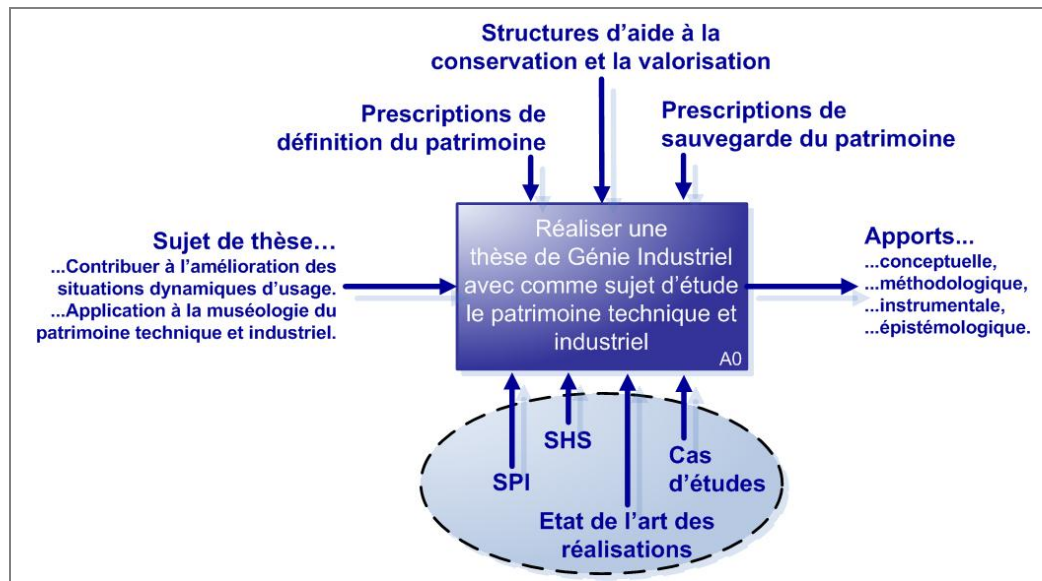 Structures d'aide à la
conservation et la valorisation
Prescriptions de
définition du patrimoine
Prescriptions de
sauvegarde du patrimoine
Sujet de thèse...
...Contribuer à l'amélioration des
situations dynamiques d'usage.
...Application à la muséologie du
patrimoine technique et industriel.
Réaliser une
thèse de Génie Industriel
avec comme sujet d'étude
le patrimoine technique et
industriel
A0
Apports...
...conceptuelle,
...méthodologique,
...instrumentale,
...épistémologique.
SPI
SHS
Etat de l'art des
réalisations
Cas
d'études